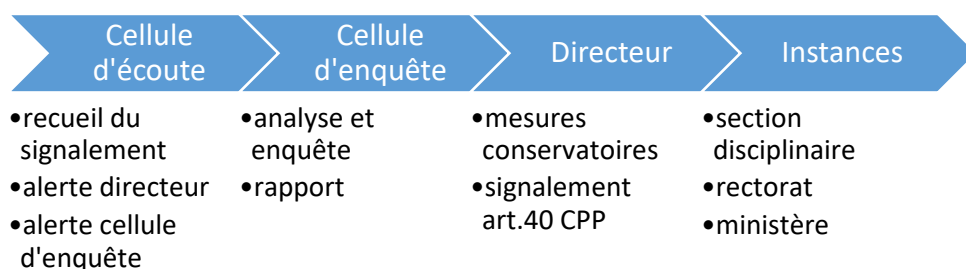 Cellule
d'écoute
Cellule
d'enquête
Directeur
Instances
•recueil du
signalement
•alerte directeur
•alerte cellule
d'enquête
•analyse et
enquête
•rapport
•mesures
conservatoires
•signalement
art.40 CPP
•section
disciplinaire
•rectorat
•ministère